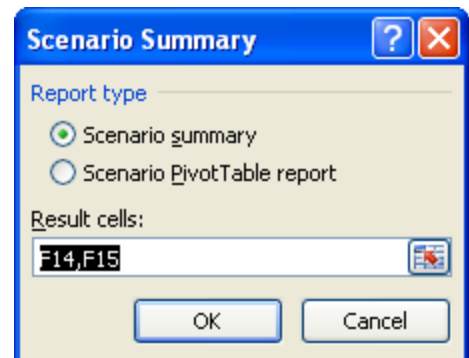 Scenario Summary
Report type
Scenario summary
Scenario PivotTable report
Result cells:
F14,F15
OK Cancel